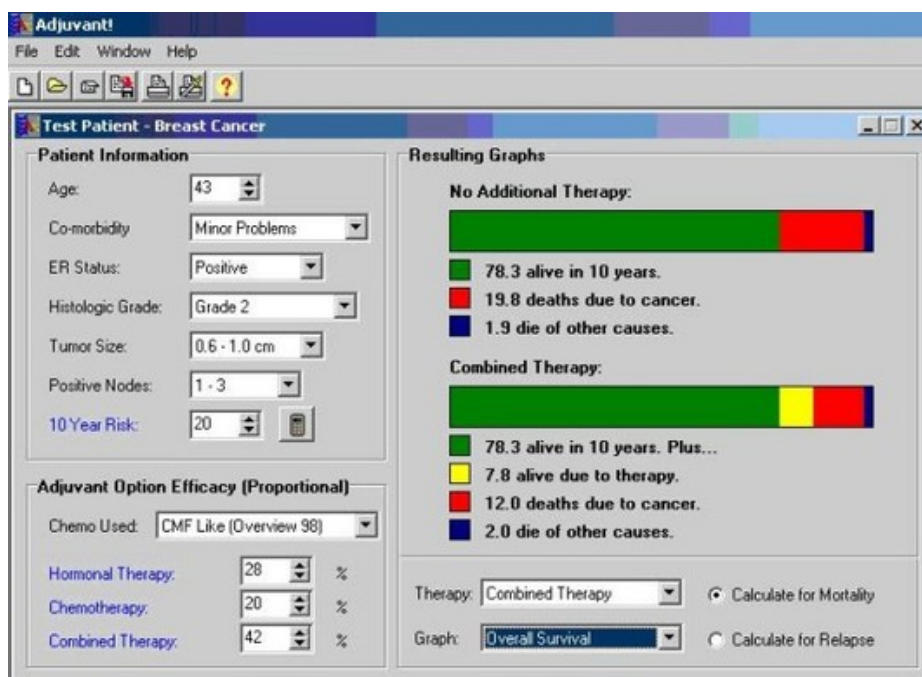 Adjuvant!
File Edit Window Help
?
Test Patient - Breast Cancer
Patient Information
Age: 43
Co-morbidity Minor Problems
ER Status: Positive
Histologic Grade: Grade 2
Tumor Size: 0.6 - 1.0 cm
Positive Nodes: 1 - 3
10 Year Risk: 20
Adjuvant Option Efficacy (Proportional)
Chemo Used: CMF Like (Overview 98)
Hormonal Therapy: 28 %
Chemotherapy: 20 %
Combined Therapy: 42 %
Resulting Graphs
No Additional Therapy:
78.3 alive in 10 years.
19.8 deaths due to cancer.
1.9 die of other causes.
Combined Therapy:
78.3 alive in 10 years. Plus...
7.8 alive due to therapy.
12.0 deaths due to cancer.
2.0 die of other causes.
Therapy: Combined Therapy Calculate for Mortality
Graph: Overall Survival Calculate for Relapse